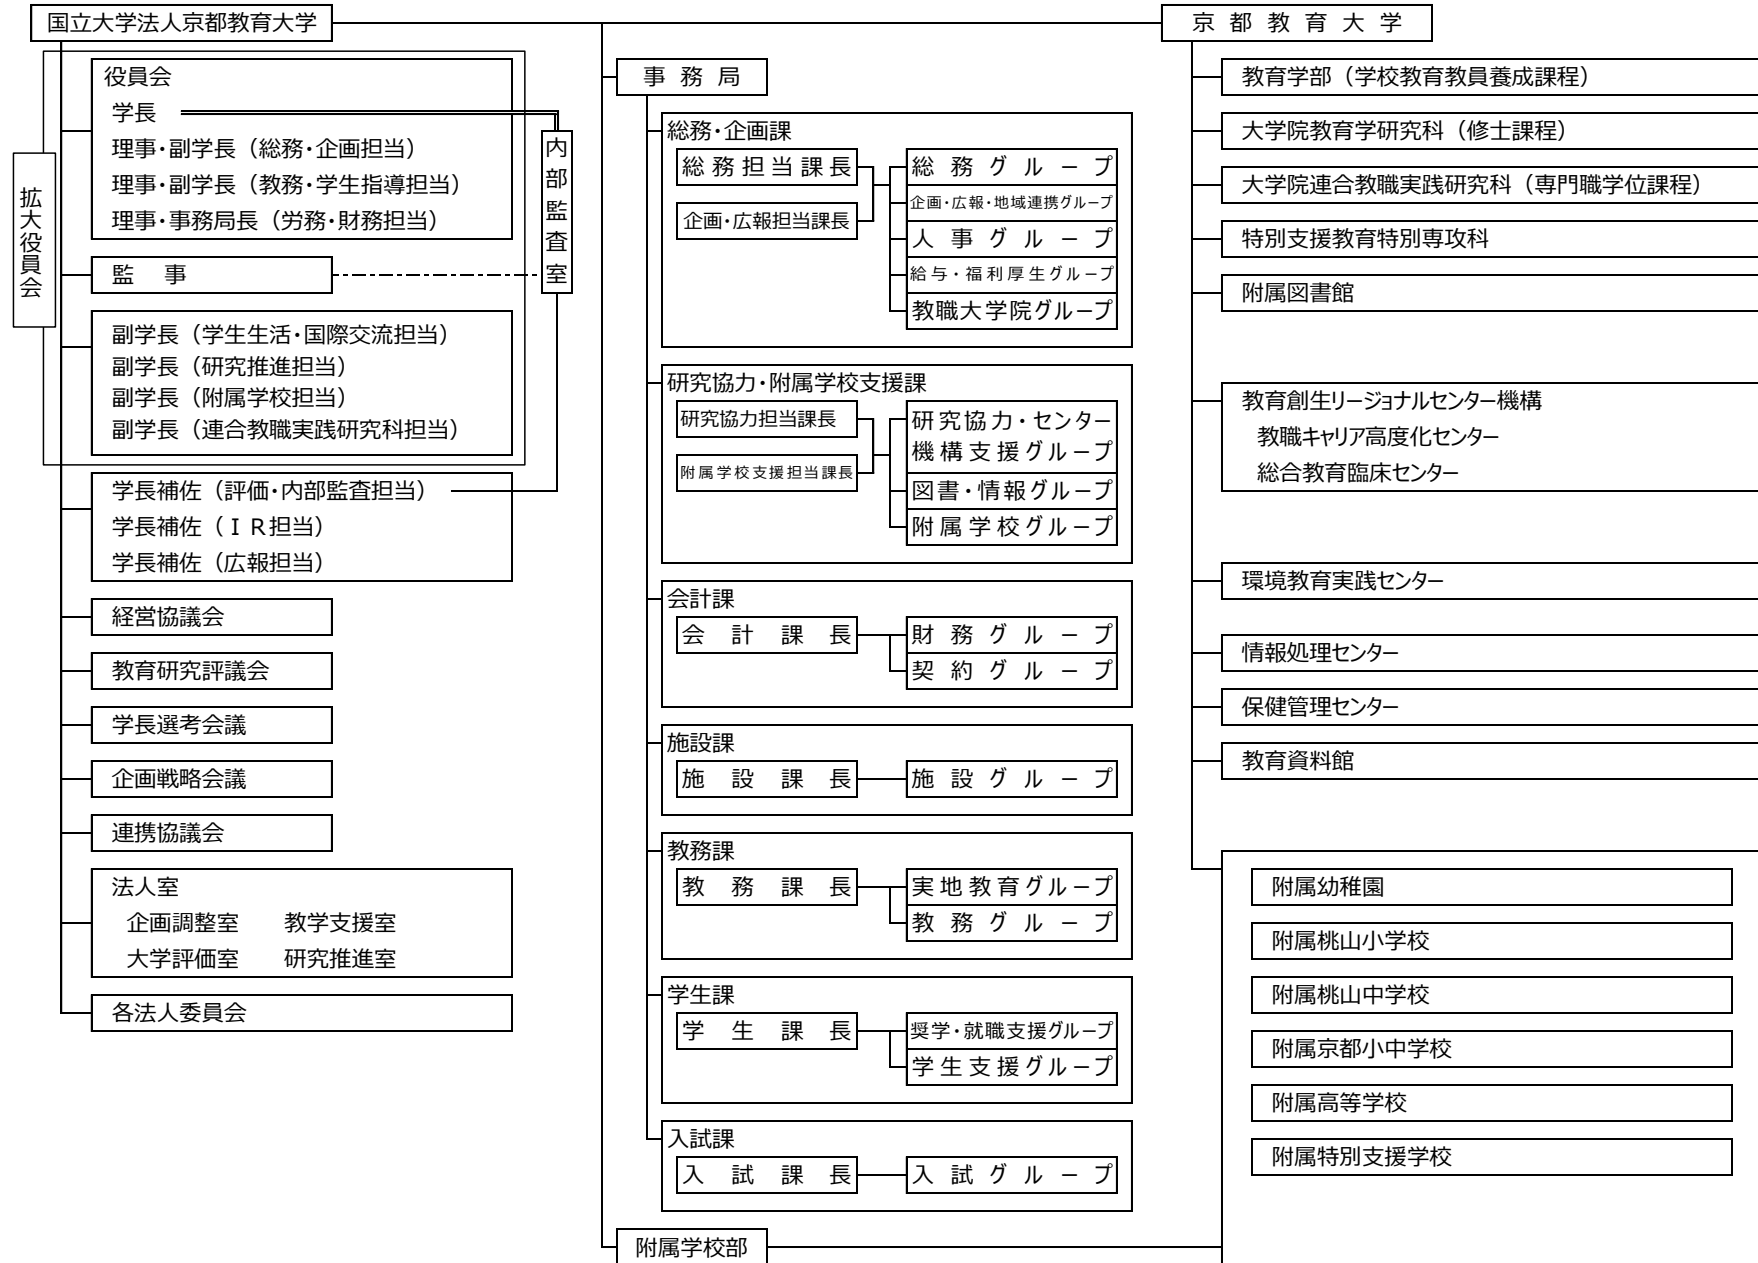 国立大学法人京都教育大学
役員会
学長
理事・副学長（総務・企画担当）
理事・副学長（教務・学生指導担当）
理事・事務局長（労務・財務担当）
拡大役員会
内部監査室
監 事
副学長（学生生活・国際交流担当）
副学長（研究推進担当）
副学長（附属学校担当）
副学長（連合教職実践研究科担当）
学長補佐（評価・内部監査担当）
学長補佐（ＩＲ担当）
学長補佐（広報担当）
経営協議会
教育研究評議会
学長選考会議
企画戦略会議
連携協議会
法人室
企画調整室 教学支援室
大学評価室 研究推進室
各法人委員会
事 務 局
総務・企画課
総務担当課長
企画・広報担当課長
総務グループ
企画・広報・地域連携グループ
人事グループ
給与・福利厚生グループ
教職大学院グループ
研究協力・附属学校支援課
研究協力担当課長
附属学校支援担当課長
研究協力・センター
機構支援グループ
図書・情報グループ
附属学校グループ
会計課
会計課長
財務グループ
契約グループ
施設課
施設課長
施設グループ
教務課
教務課長
実地教育グループ
教務グループ
学生課
学生課長
奨学・就職支援グループ
学生支援グループ
入試課
入試課長
入試グループ
附属学校部
京 都 教 育 大 学
教育学部（学校教育教員養成課程）
大学院教育学研究科（修士課程）
大学院連合教職実践研究科（専門職学位課程）
特別支援教育特別専攻科
附属図書館
教育創生リージョナルセンター機構
教職キャリア高度化センター
総合教育臨床センター
環境教育実践センター
情報処理センター
保健管理センター
教育資料館
附属幼稚園
附属桃山小学校
附属桃山中学校
附属京都小中学校
附属高等学校
附属特別支援学校